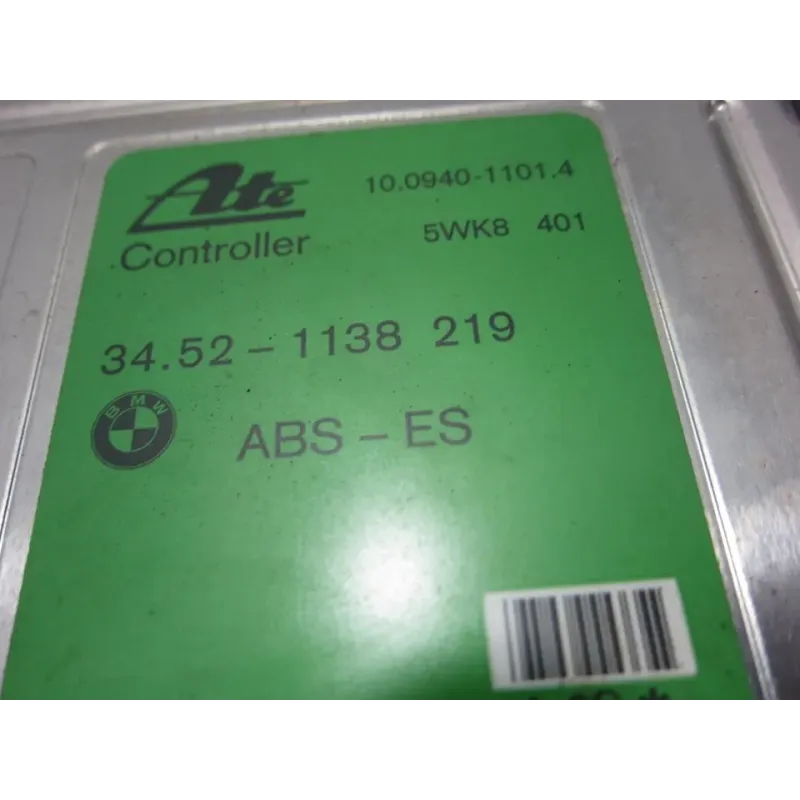 Ate 10.0940-1101.4
Controller 5WK8 401
34.52-1138 219
BMW
ABS-ES